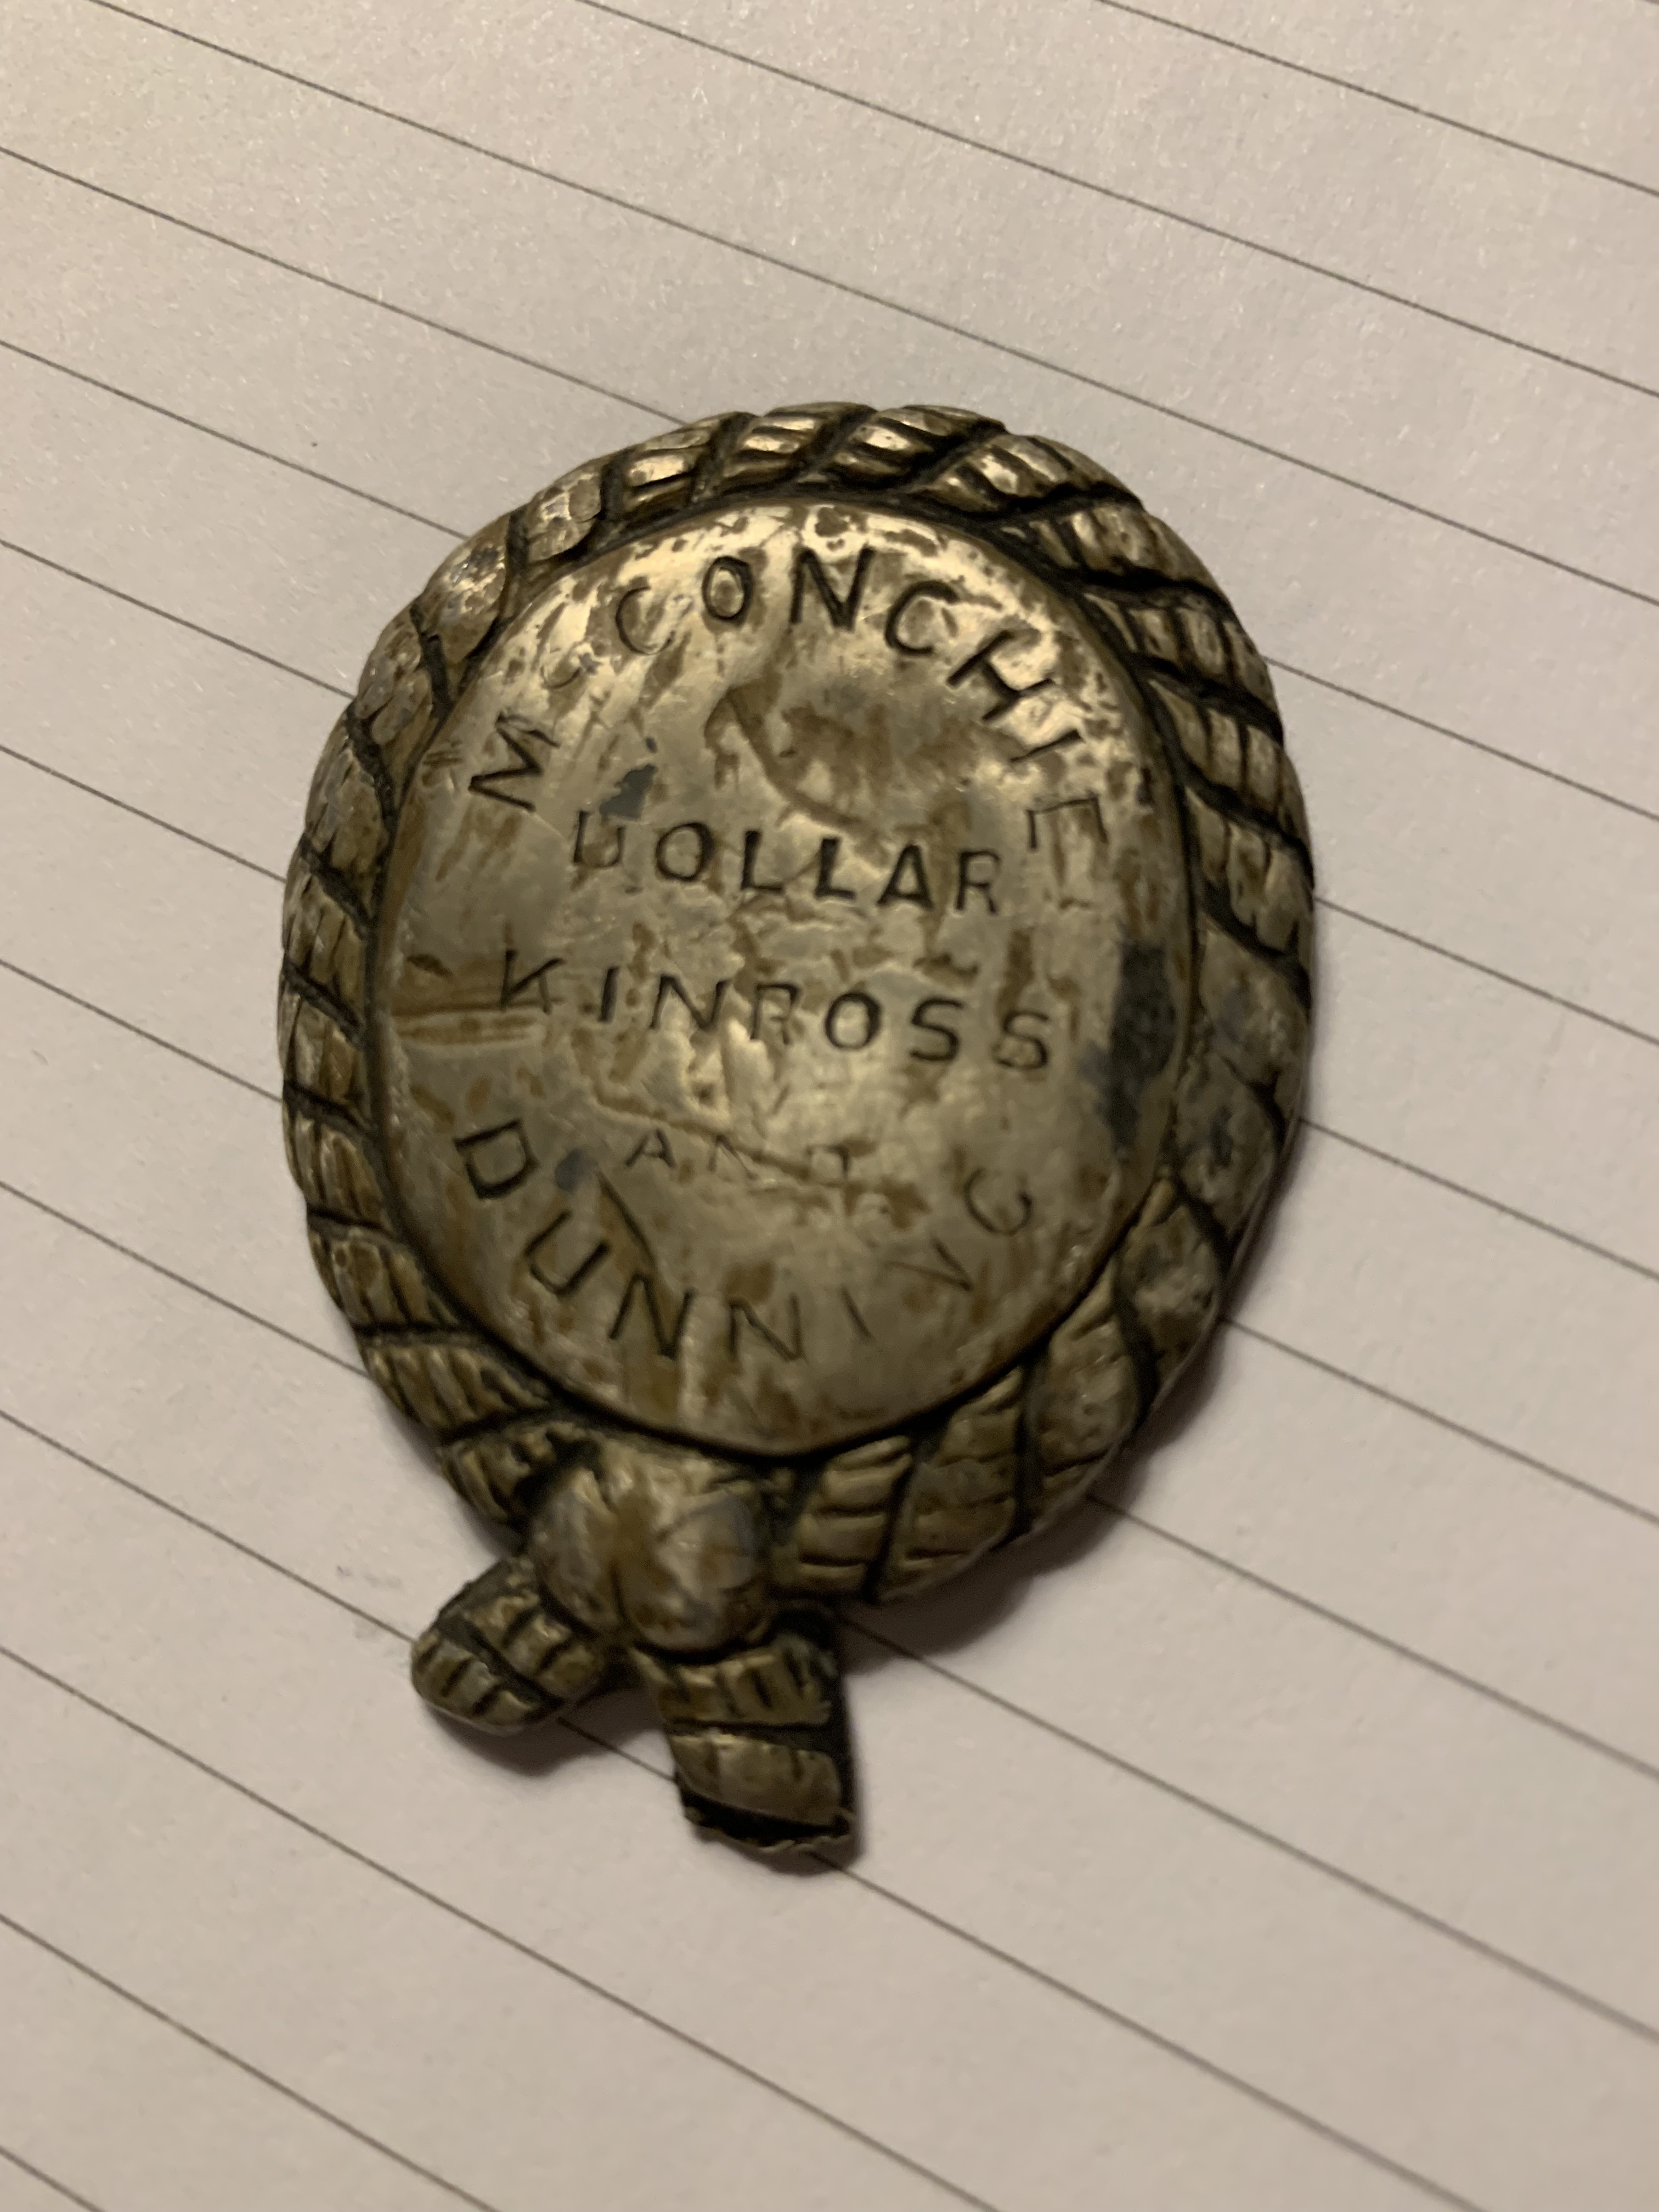 McCONCHIE
DOLLAR
KINROSS
AND
DUNNING